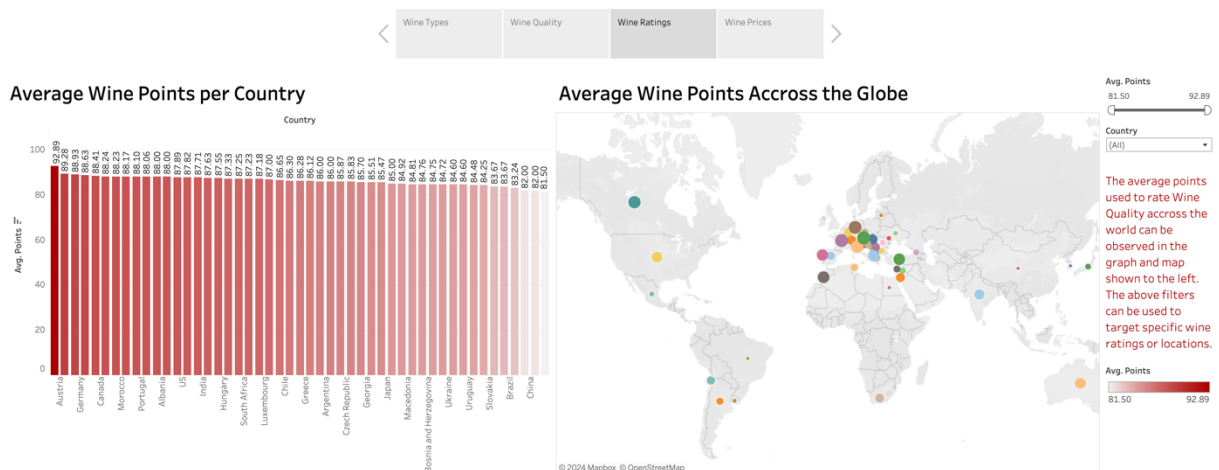 Wine Types
Wine Quality
Wine Ratings
Wine Prices
Average Wine Points per Country
Country
Avg. Points
100
80
60
40
20
0
92.89
89.28
88.93
88.63
88.41
88.24
88.23
88.17
88.10
88.06
88.00
88.00
87.89
87.82
87.71
87.63
87.55
87.33
87.25
87.23
87.18
87.00
86.65
86.30
86.28
86.12
86.00
86.00
85.87
85.83
85.70
85.51
85.47
85.00
84.92
84.81
84.76
84.75
84.72
84.60
84.60
84.48
84.25
83.67
83.67
83.24
82.00
82.00
81.50
Austria
Germany
Canada
Morocco
Portugal
Albania
US
India
Hungary
South Africa
Luxembourg
Chile
Greece
Argentina
Czech Republic
Georgia
Japan
Macedonia
Bosnia and Herzegovina
Ukraine
Uruguay
Slovakia
Brazil
China
Average Wine Points Accross the Globe
© 2024 Mapbox © OpenStreetMap
Avg. Points
81.50 92.89
Country
(All)
The average points
used to rate Wine
Quality accross the
world can be
observed in the
graph and map
shown to the left.
The above filters
can be used to
target specific wine
ratings or locations.
Avg. Points
81.50 92.89